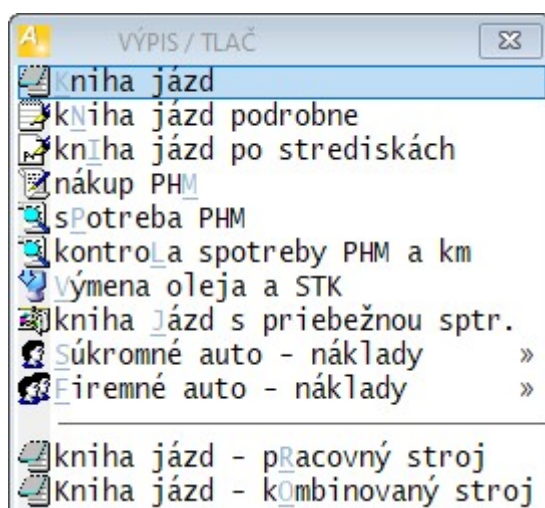 VÝPIS / TLAČ
Kniha jázd
kNiha jázd podrobne
knIha jázd po strediskách
nákup PHM
sPotreba PHM
kontroLa spotreby PHM a km
Výmena oleja a STK
kniha Jázd s priebežnou sptr.
Súkromné auto - náklady »
Firemné auto - náklady »
kniha jázd - pRacovný stroj
Kniha jázd - kOmbinovaný stroj